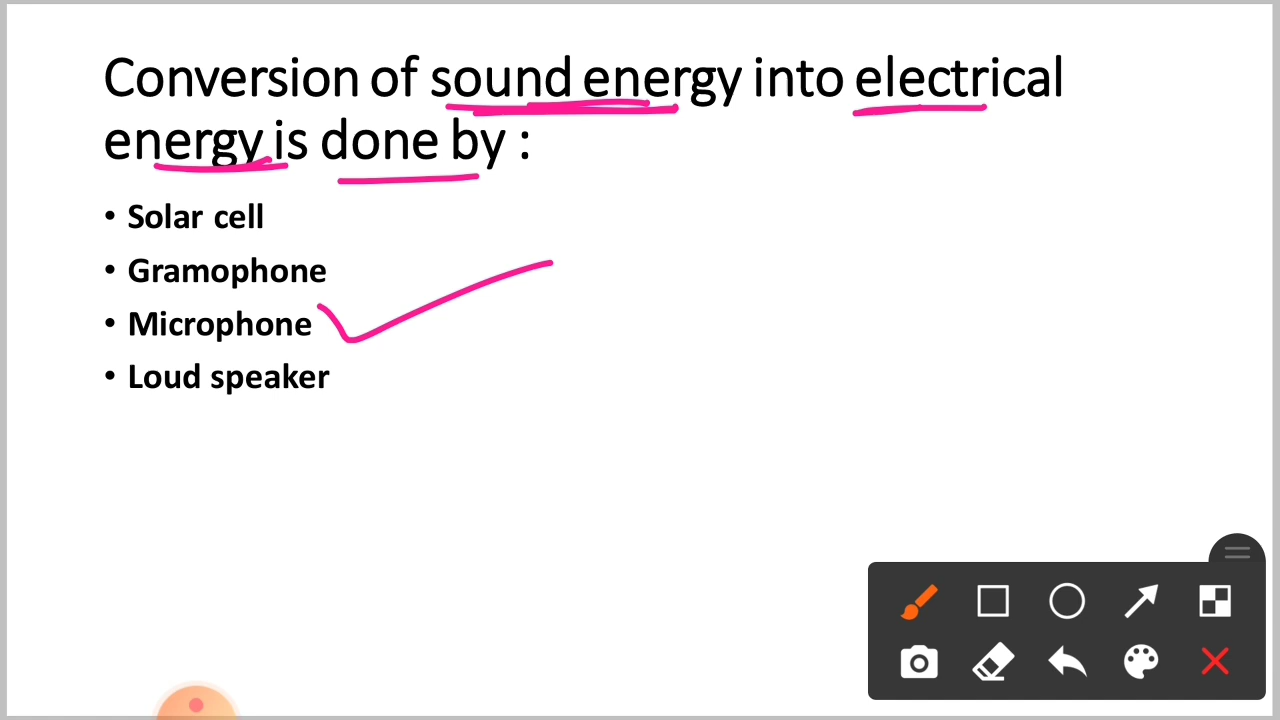 Conversion of sound energy into electrical
energy is done by :
• Solar cell
• Gramophone
• Microphone
• Loud speaker